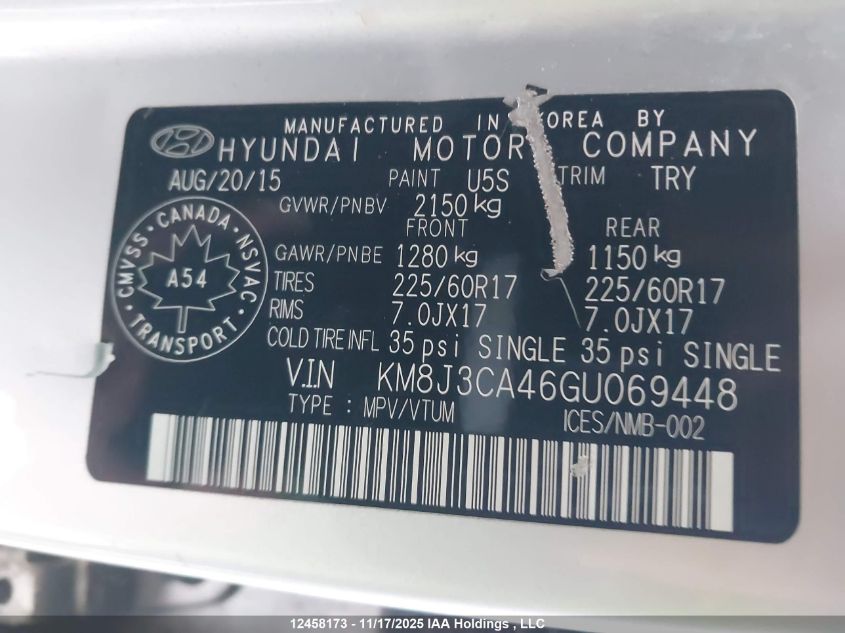 MANUFACTURED IN KOREA BY
HYUNDAI MOTOR COMPANY
AUG/20/15 PAINT U5S TRIM TRY
GVWR/PNBV 2150 kg
FRONT REAR
GAWR/PNBE 1280 kg 1150 kg
TIRES 225/60R17 225/60R17
RIMS 7.0JX17 7.0JX17
COLD TIRE INFL 35 psi SINGLE 35 psi SINGLE
CMVSS · CANADA · NSVAC · TRANSPORT ·
A54
V.I.N KM8J3CA46GU069448
TYPE : MPV/VTUM ICES/NMB-002
12458173 - 11/17/2025 IAA Holdings , LLC